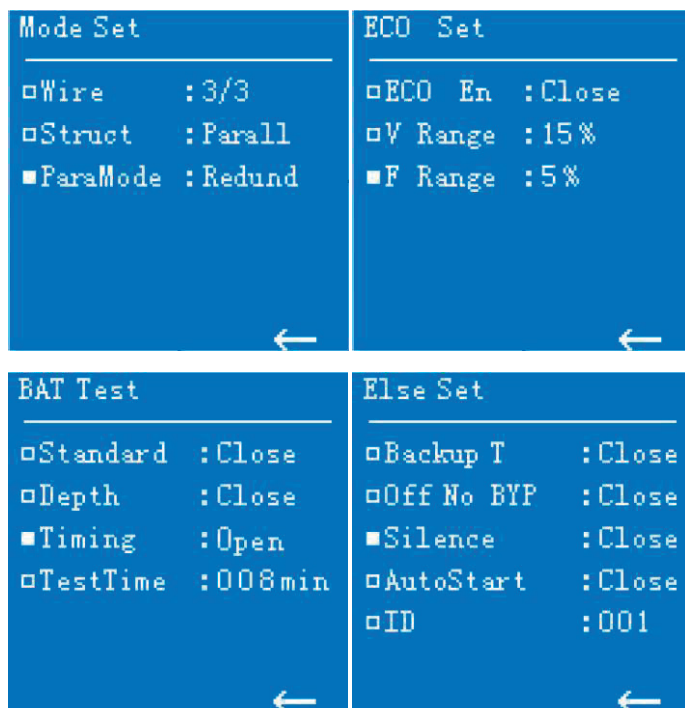 Mode Set
□Wire :3/3
□Struct :Parall
■ParaMode :Redund
←
ECO Set
□ECO En :Close
□V Range :15%
■F Range :5%
←
BAT Test
□Standard :Close
□Depth :Close
■Timing :Open
□TestTime :008min
←
Else Set
□Backup T :Close
□Off No BYP :Close
■Silence :Close
□AutoStart :Close
□ID :001
←